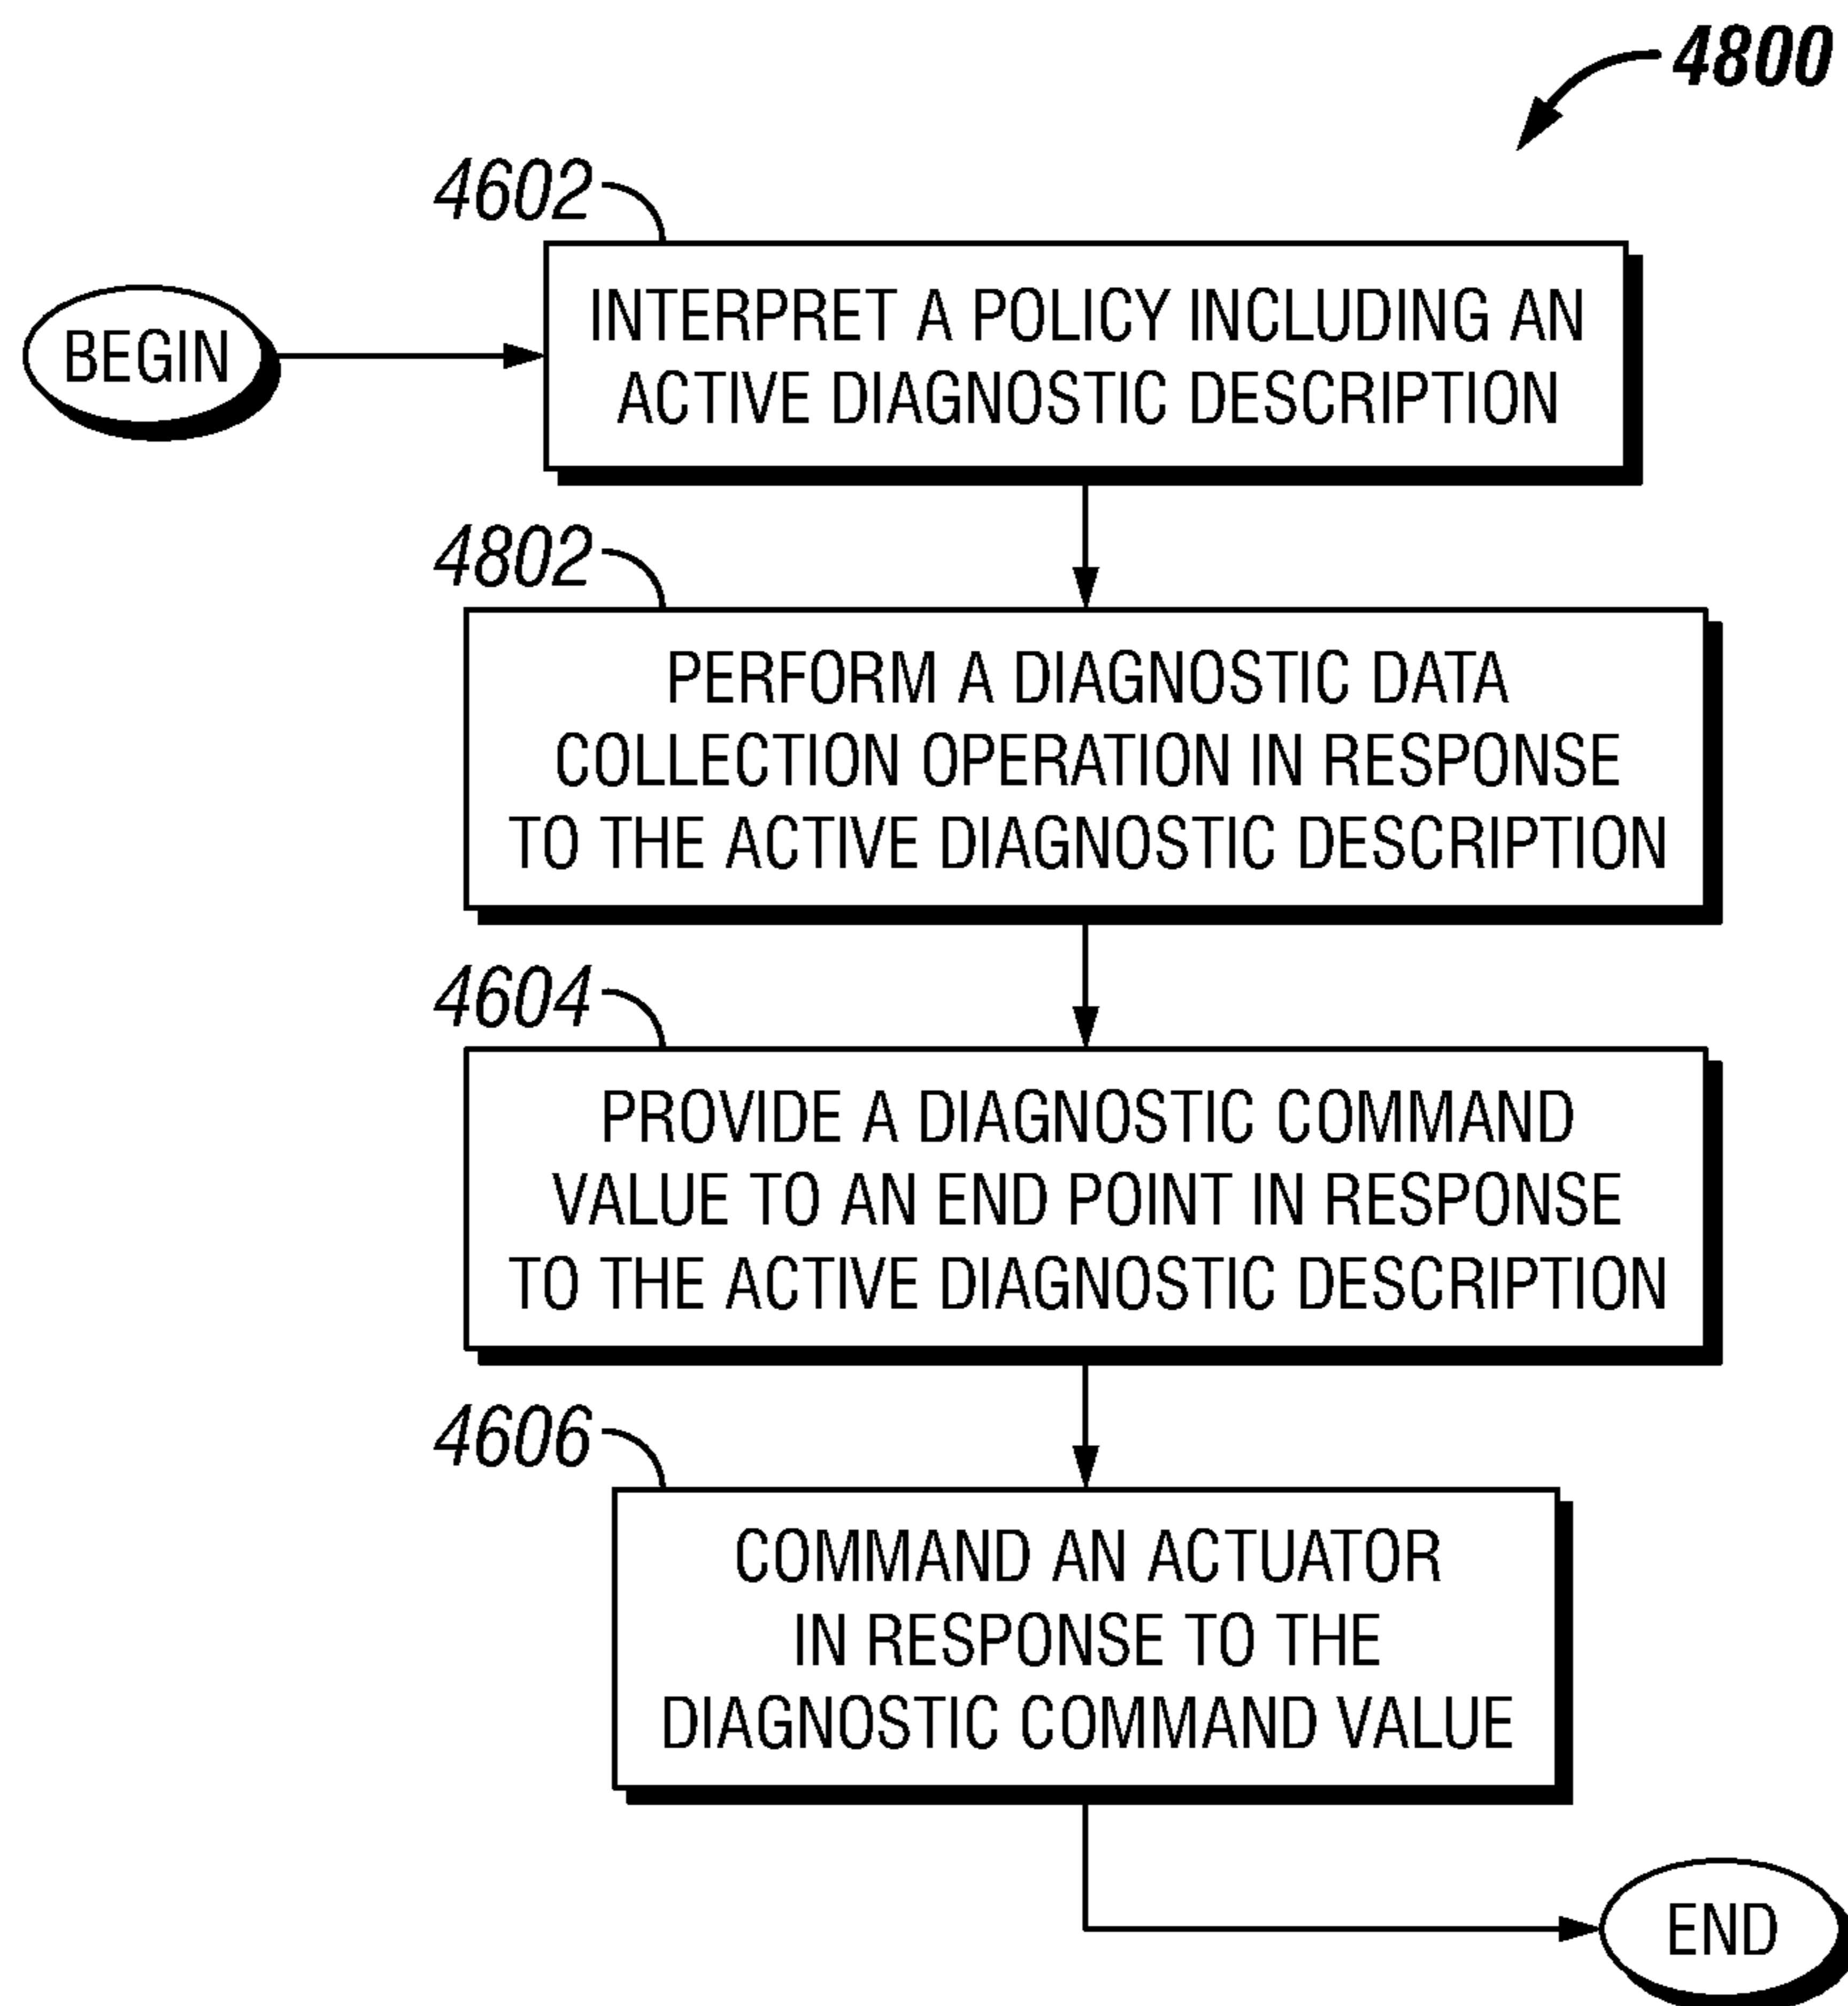 4800
4602
BEGIN
INTERPRET A POLICY INCLUDING AN
ACTIVE DIAGNOSTIC DESCRIPTION
4802
PERFORM A DIAGNOSTIC DATA
COLLECTION OPERATION IN RESPONSE
TO THE ACTIVE DIAGNOSTIC DESCRIPTION
4604
PROVIDE A DIAGNOSTIC COMMAND
VALUE TO AN END POINT IN RESPONSE
TO THE ACTIVE DIAGNOSTIC DESCRIPTION
4606
COMMAND AN ACTUATOR
IN RESPONSE TO THE
DIAGNOSTIC COMMAND VALUE
END